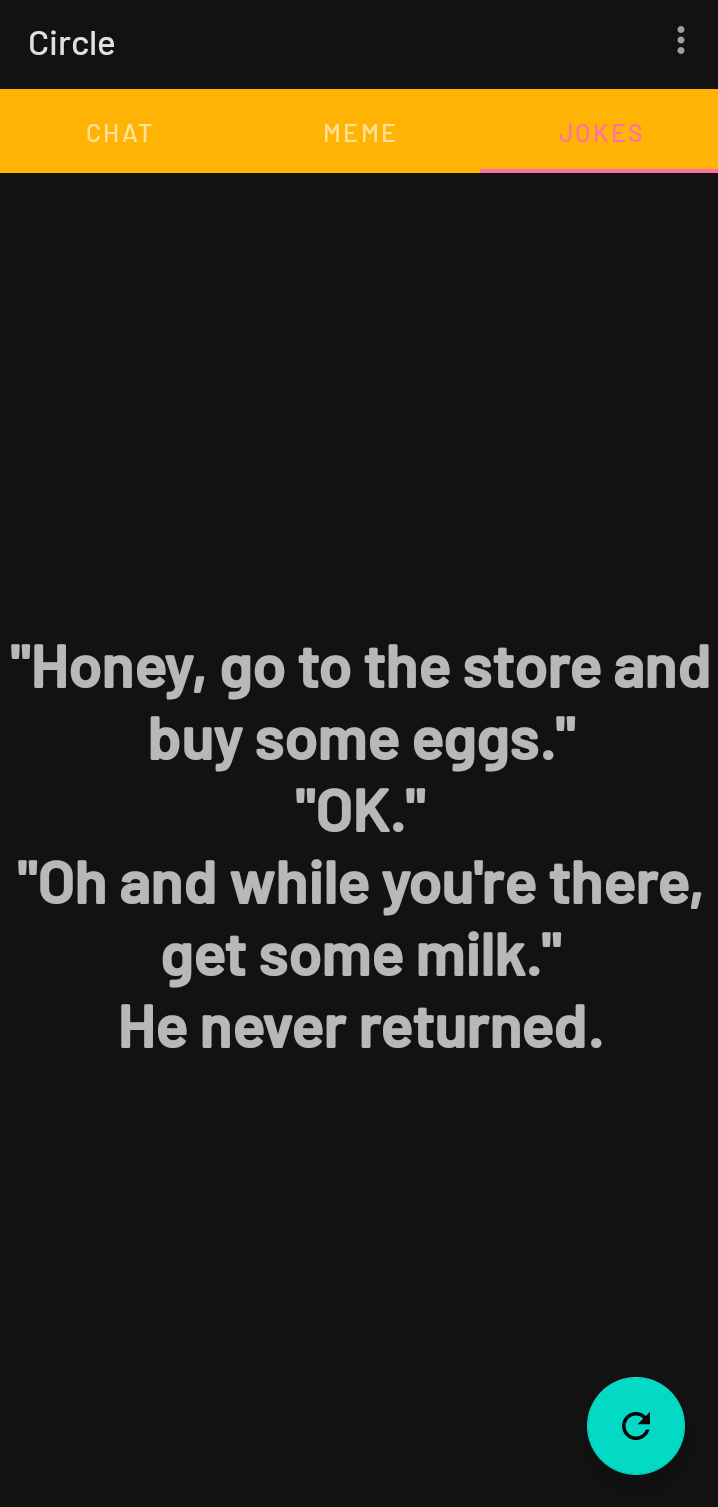 Circle
CHAT MEME JOKES
"Honey, go to the store and
buy some eggs."
"OK."
"Oh and while you're there,
get some milk."
He never returned.